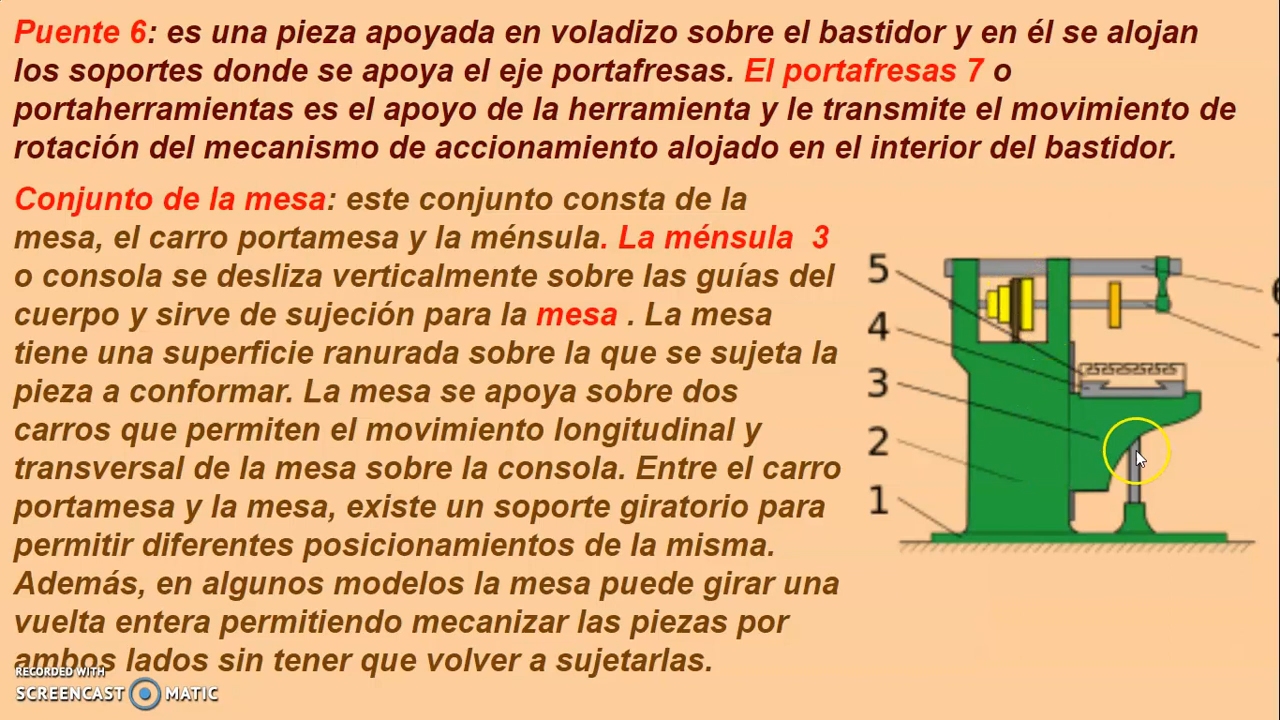 Puente 6: es una pieza apoyada en voladizo sobre el bastidor y en él se alojan
los soportes donde se apoya el eje portafresas. El portafresas 7 o
portaherramientas es el apoyo de la herramienta y le transmite el movimiento de
rotación del mecanismo de accionamiento alojado en el interior del bastidor.
Conjunto de la mesa: este conjunto consta de la
mesa, el carro portamesa y la ménsula. La ménsula 3
o consola se desliza verticalmente sobre las guías del
cuerpo y sirve de sujeción para la mesa . La mesa
tiene una superficie ranurada sobre la que se sujeta la
pieza a conformar. La mesa se apoya sobre dos
carros que permiten el movimiento longitudinal y
transversal de la mesa sobre la consola. Entre el carro
portamesa y la mesa, existe un soporte giratorio para
permitir diferentes posicionamientos de la misma.
Además, en algunos modelos la mesa puede girar una
vuelta entera permitiendo mecanizar las piezas por
ambos lados sin tener que volver a sujetarlas.
5
4
3
2
1
RECORDED WITH
SCREENCAST MATIC